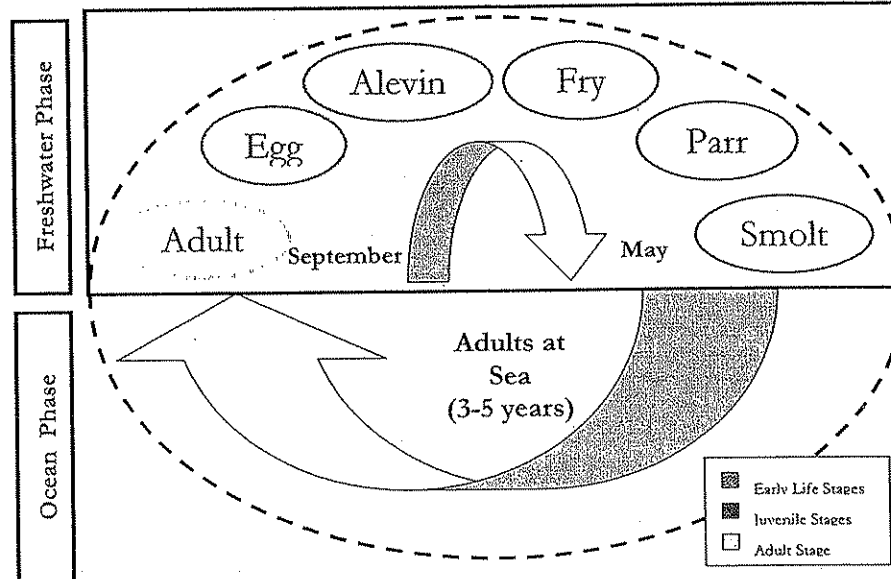 Freshwater Phase
Alevin
Fry
Egg
Parr
Adult
September
May
Smolt
Ocean Phase
Adults at
Sea
(3-5 years)
Early Life Stages
Juvenile Stages
Adult Stage